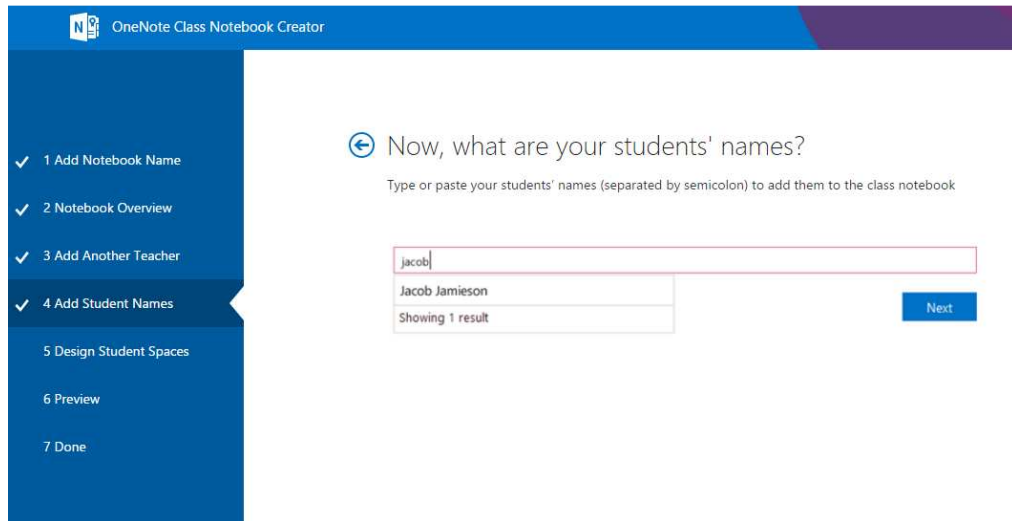 OneNote Class Notebook Creator
1 Add Notebook Name
2 Notebook Overview
3 Add Another Teacher
4 Add Student Names
5 Design Student Spaces
6 Preview
7 Done
Now, what are your students' names?
Type or paste your students' names (separated by semicolon) to add them to the class notebook
jacob
Jacob Jamieson
Showing 1 result
Next